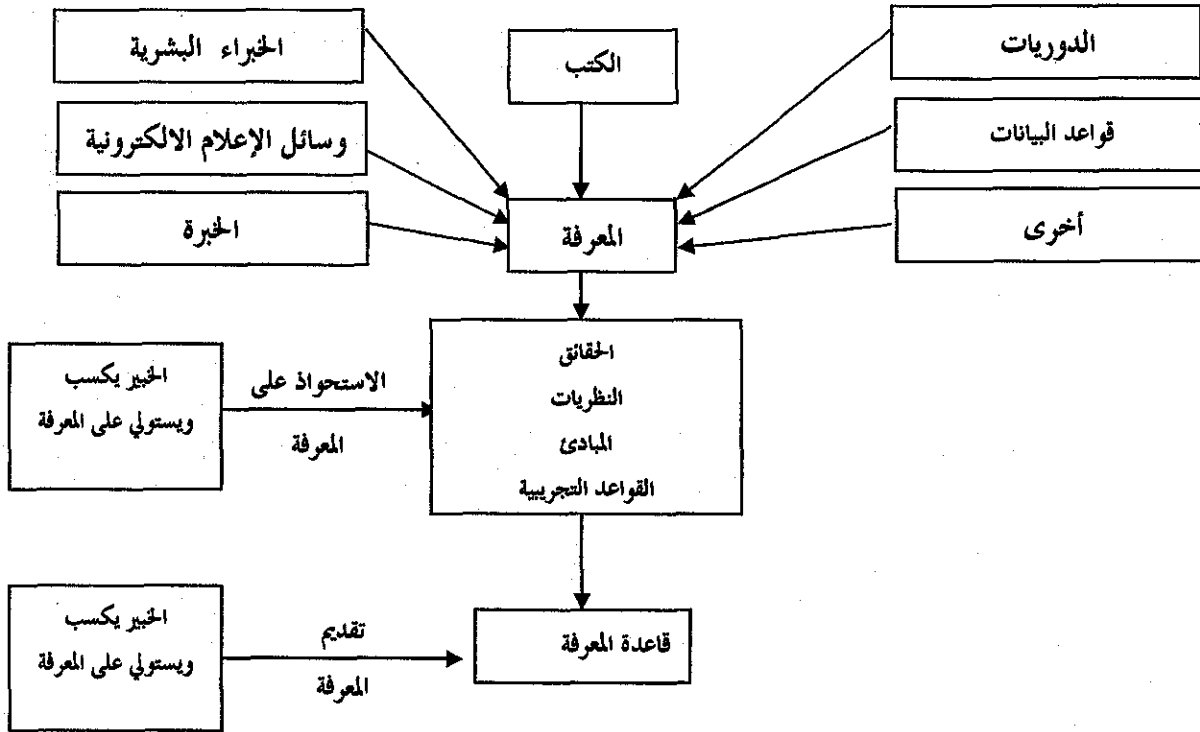 الدوريات
الكتب
الخبراء البشرية
قواعد البيانات
وسائل الإعلام الالكترونية
أخرى
المعرفة
الخبرة
الحقائق
النظريات
المبادئ
القواعد التجريبية
الاستحواذ على
المعرفة
الخبير يكسب
ويستولي على المعرفة
قاعدة المعرفة
تقديم
المعرفة
الخبير يكسب
ويستولي على المعرفة